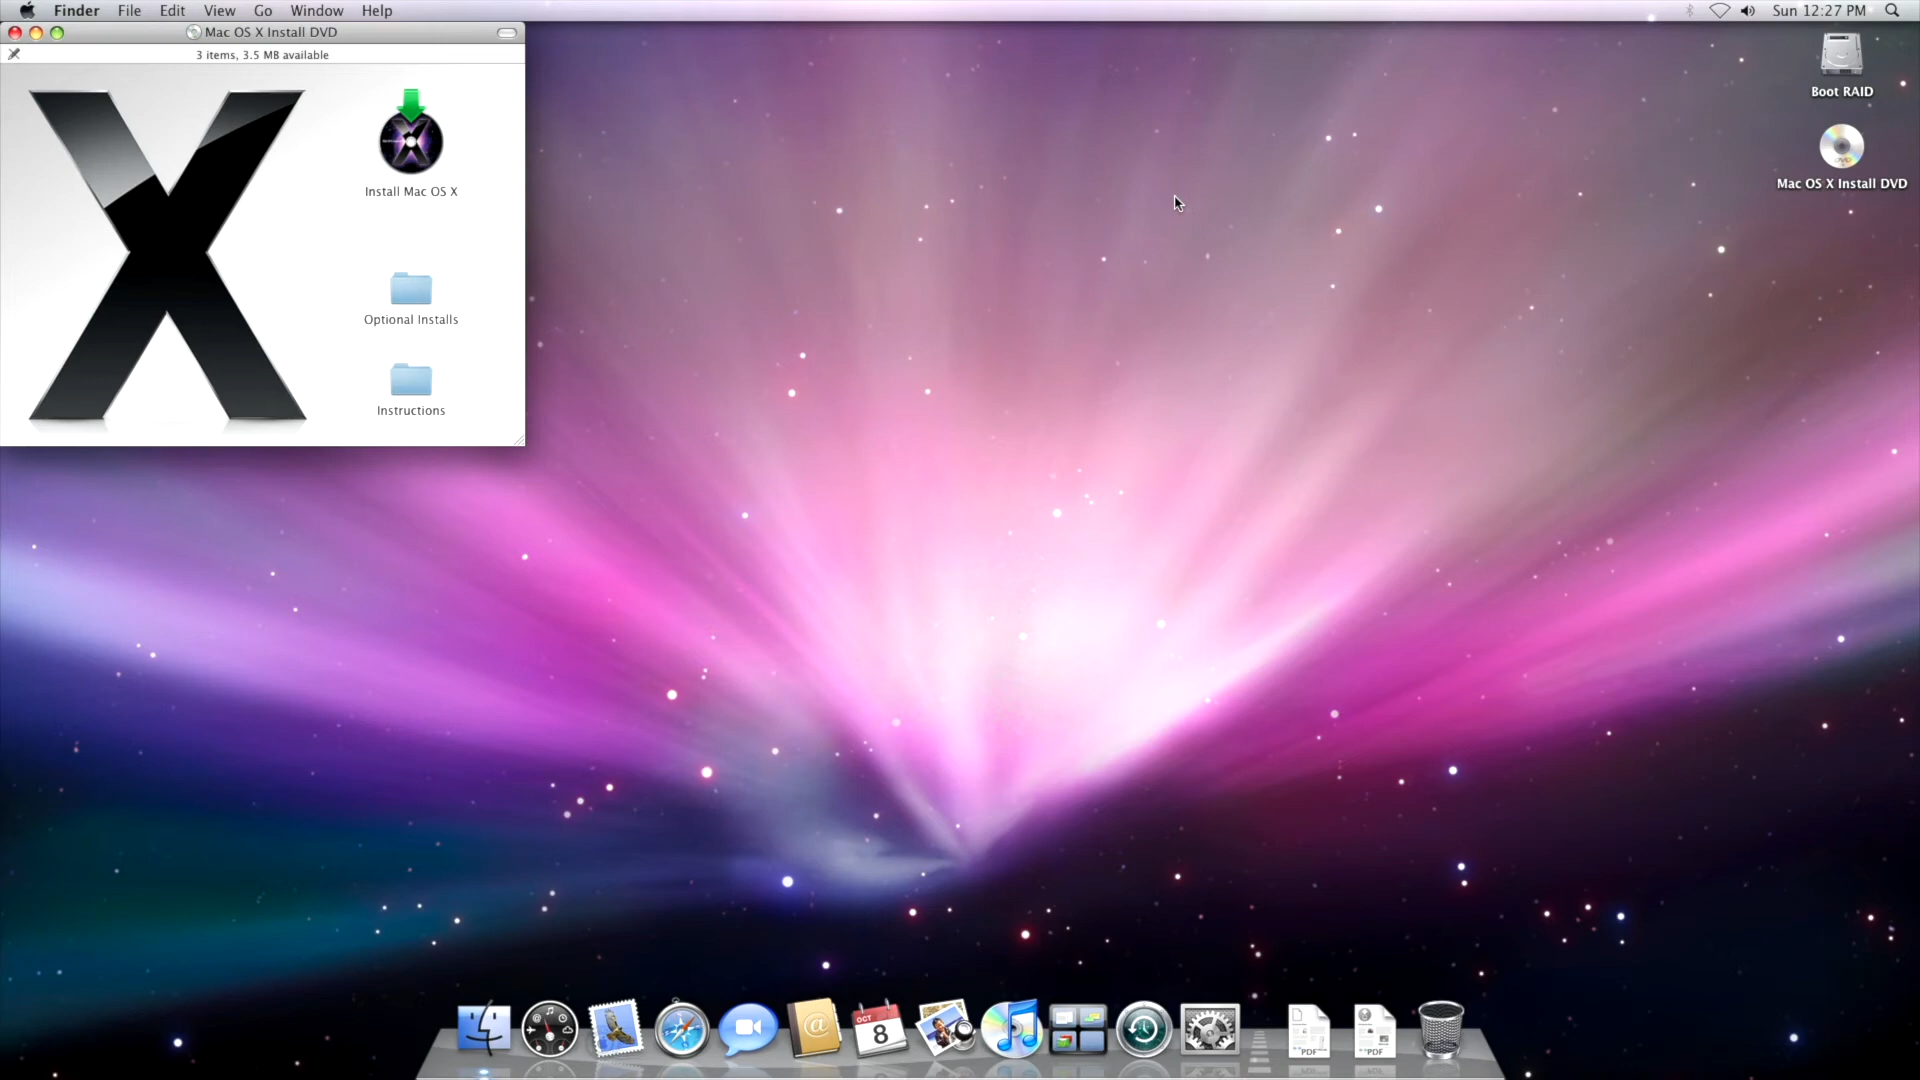 Finder File Edit View Go Window Help Sun 12:27 PM
Mac OS X Install DVD
3 items, 3.5 MB available
Install Mac OS X
Optional Installs
Instructions
Boot RAID
DVD
Mac OS X Install DVD
OCT
8
PDF
PDF